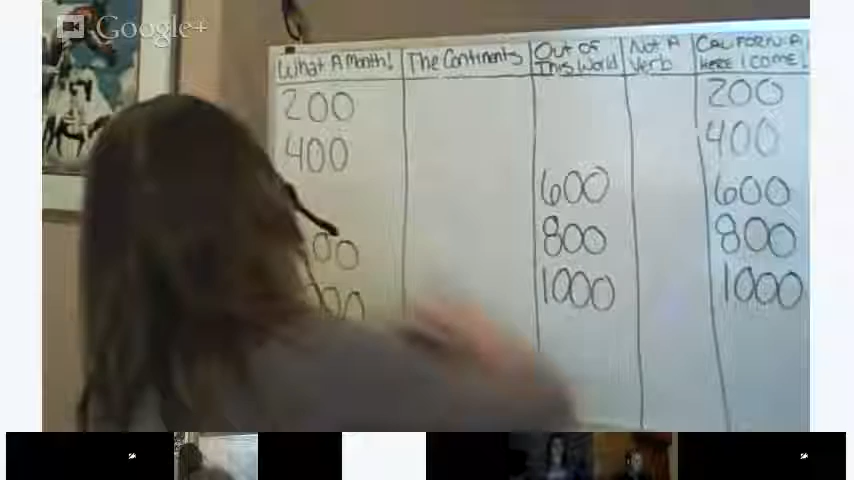 Google+
What A Month!
The Continents
Out Of
This World
Not A
Verb
CALIFORNIA
HERE I COME!
200
200
400
400
600
600
800
800
1000
1000